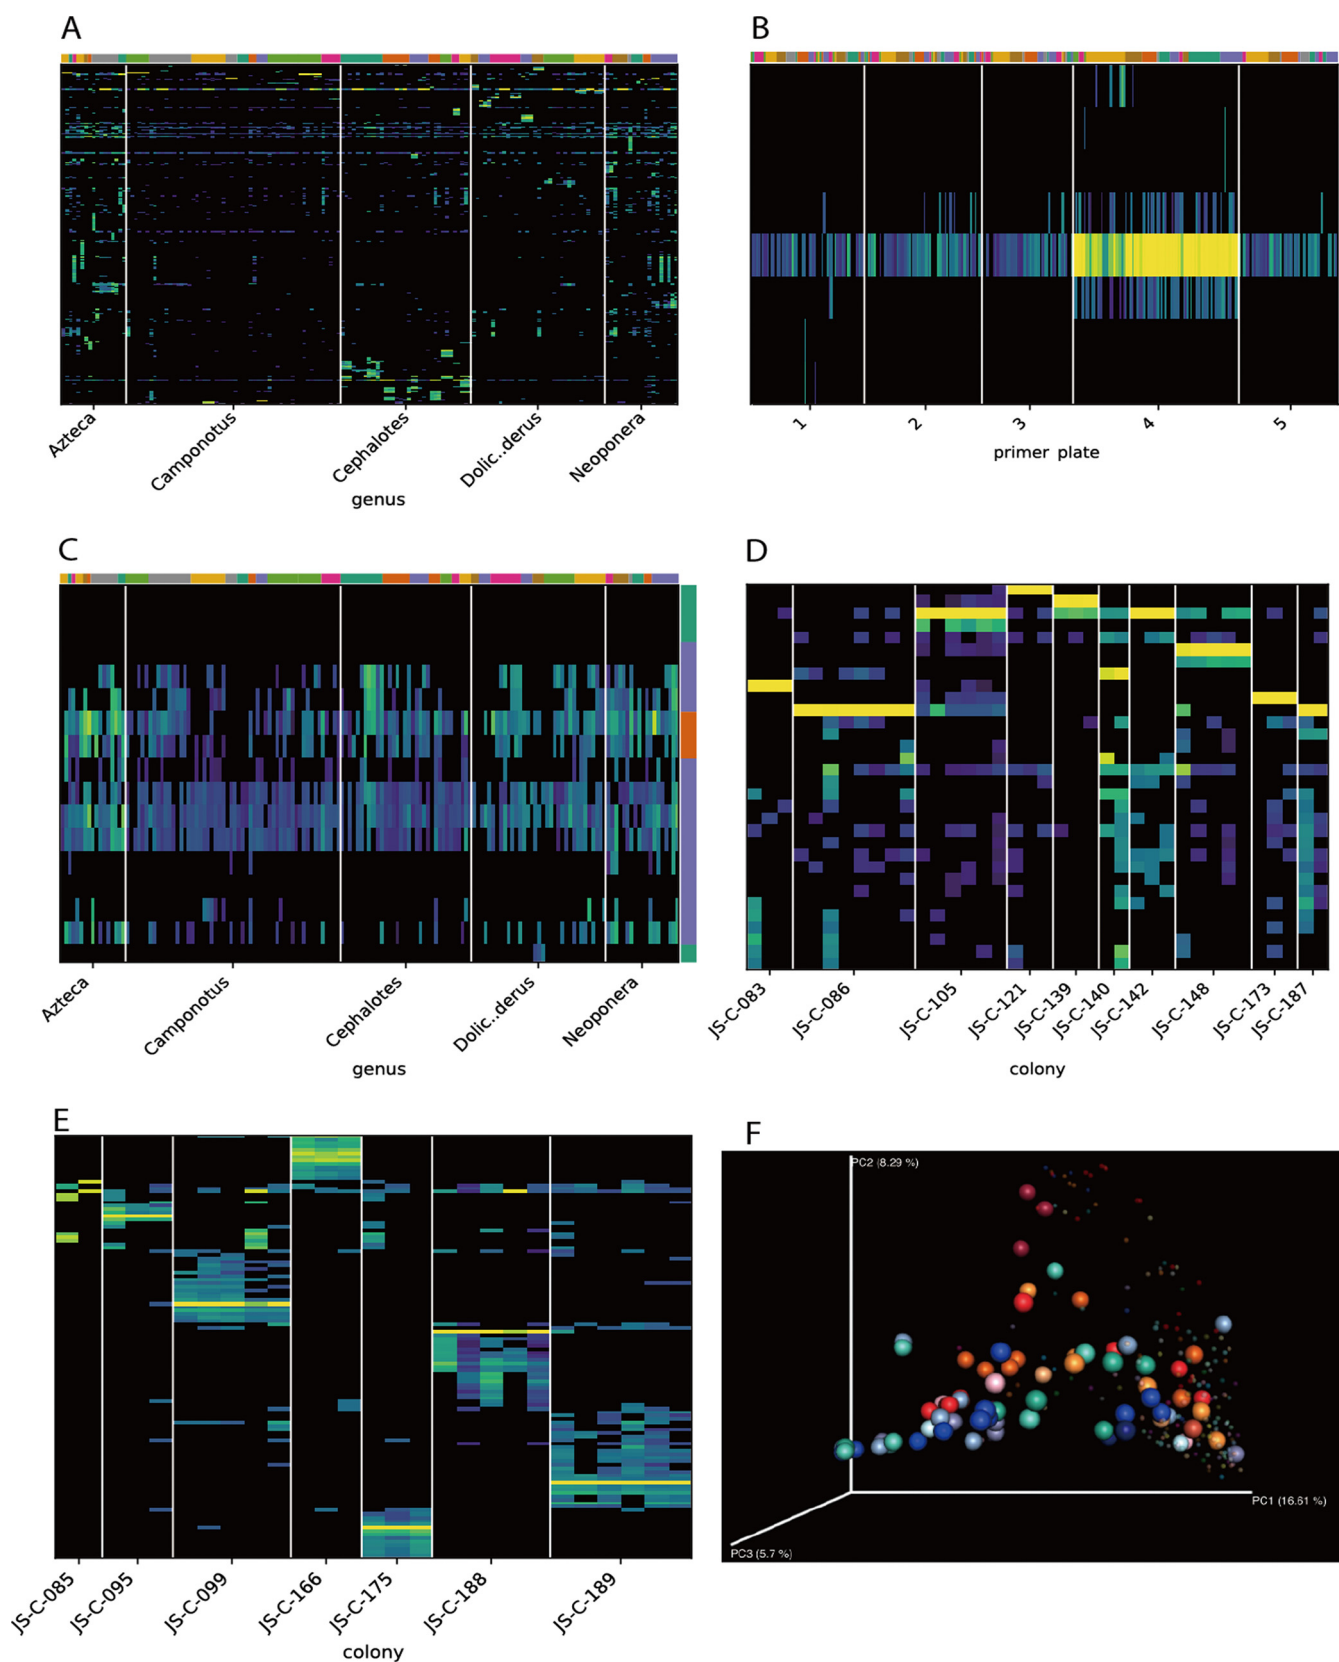 A
Azteca
Camponotus
Cephalotes
Dolic..derus
Neoponera
genus
B
1
2
3
4
5
primer plate
C
Azteca
Camponotus
Cephalotes
Dolic..derus
Neoponera
genus
D
JS-C-083
JS-C-086
JS-C-105
JS-C-121
JS-C-139
JS-C-140
JS-C-142
JS-C-148
JS-C-173
JS-C-187
colony
E
JS-C-085
JS-C-095
JS-C-099
JS-C-166
JS-C-175
JS-C-188
JS-C-189
colony
F
PC2 (8.29 %)
PC1 (16.61 %)
PC3 (5.7 %)